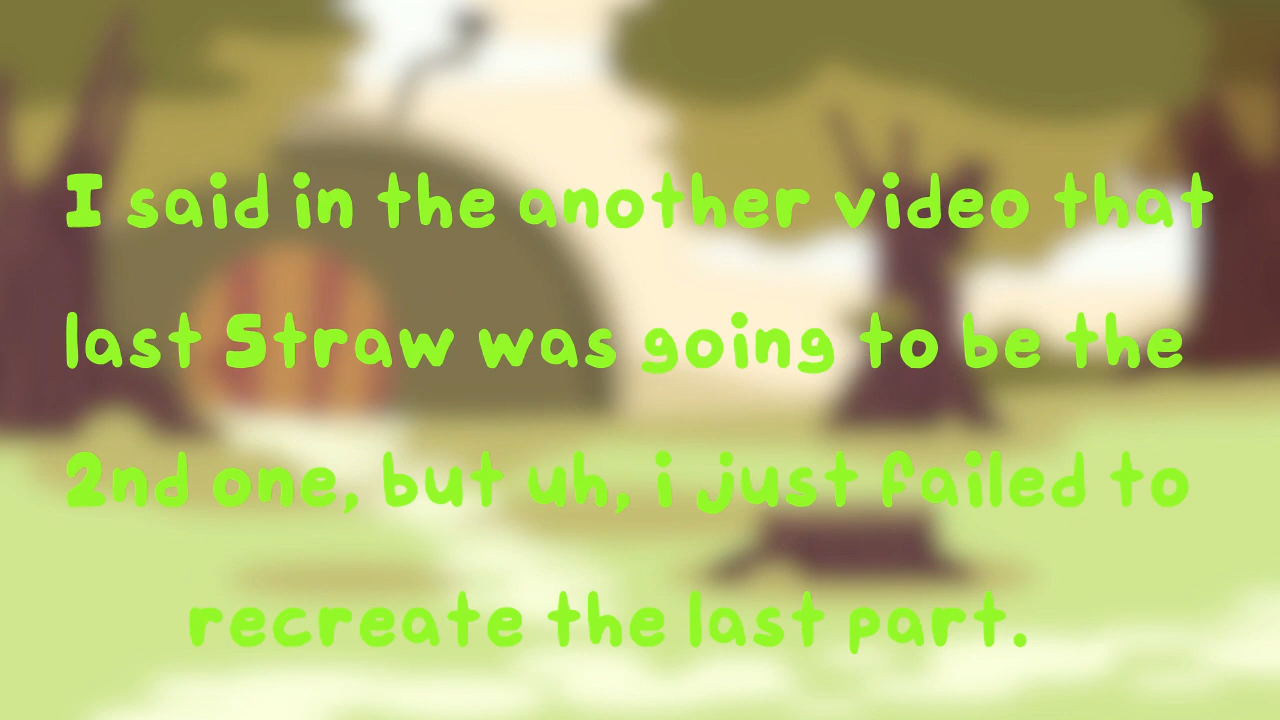 I said in the another video that
last Straw was going to be the
2nd one, but uh, i just failed to
recreate the last part.